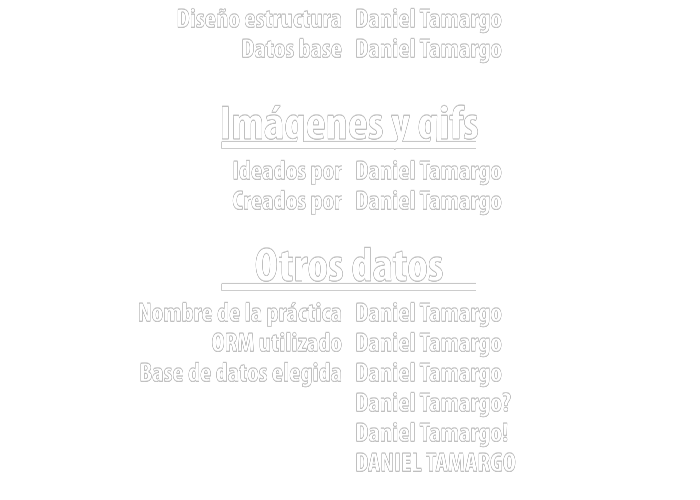 Diseño estructura Daniel Tamargo
Datos base Daniel Tamargo
Imágenes y gifs
Ideados por Daniel Tamargo
Creados por Daniel Tamargo
Otros datos
Nombre de la práctica Daniel Tamargo
ORM utilizado Daniel Tamargo
Base de datos elegida Daniel Tamargo
Daniel Tamargo?
Daniel Tamargo!
DANIEL TAMARGO